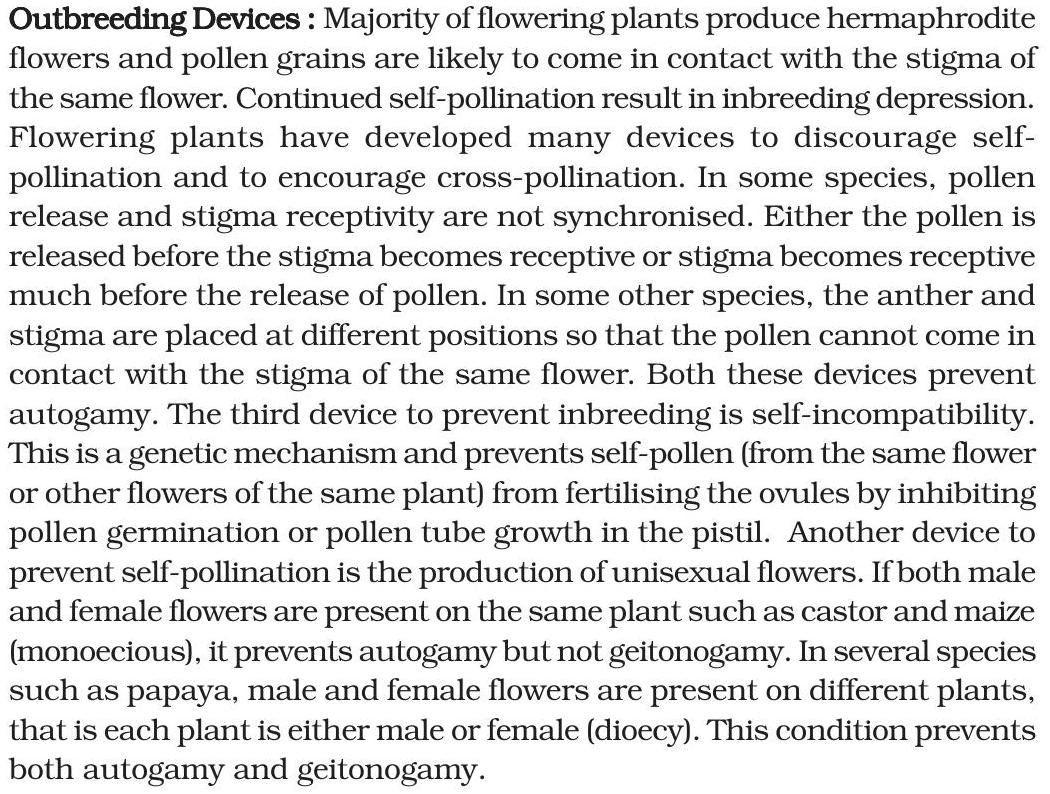 Outbreeding Devices : Majority of flowering plants produce hermaphrodite
flowers and pollen grains are likely to come in contact with the stigma of
the same flower. Continued self-pollination result in inbreeding depression.
Flowering plants have developed many devices to discourage self-
pollination and to encourage cross-pollination. In some species, pollen
release and stigma receptivity are not synchronised. Either the pollen is
released before the stigma becomes receptive or stigma becomes receptive
much before the release of pollen. In some other species, the anther and
stigma are placed at different positions so that the pollen cannot come in
contact with the stigma of the same flower. Both these devices prevent
autogamy. The third device to prevent inbreeding is self-incompatibility.
This is a genetic mechanism and prevents self-pollen (from the same flower
or other flowers of the same plant) from fertilising the ovules by inhibiting
pollen germination or pollen tube growth in the pistil. Another device to
prevent self-pollination is the production of unisexual flowers. If both male
and female flowers are present on the same plant such as castor and maize
(monoecious), it prevents autogamy but not geitonogamy. In several species
such as papaya, male and female flowers are present on different plants,
that is each plant is either male or female (dioecy). This condition prevents
both autogamy and geitonogamy.